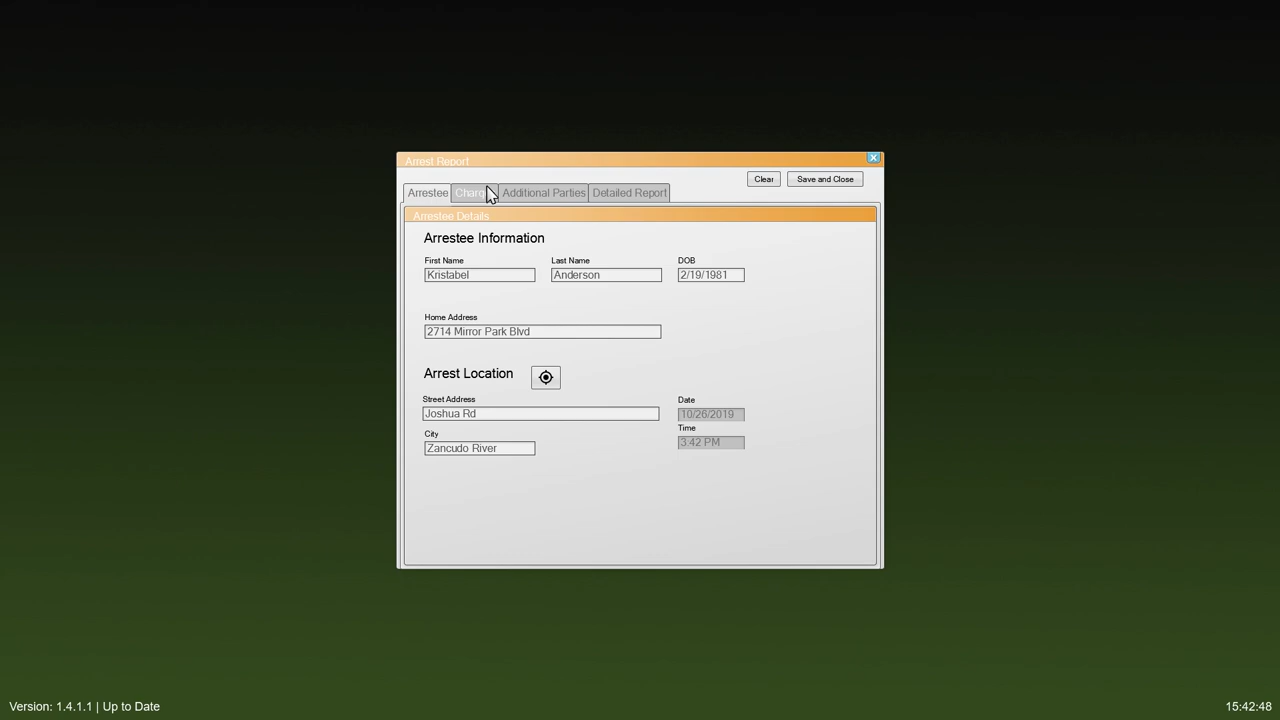 Arrest Report
Clear Save and Close
Arrestee Additional Parties Detailed Report
Arrestee Details
Arrestee Information
First Name Last Name DOB
Kristabel Anderson 2/19/1981
Home Address
2714 Mirror Park Blvd
Arrest Location
Street Address Date
Joshua Rd 10/26/2019
City Time
Zancudo River 3:42 PM
Version: 1.4.1.1 | Up to Date 15:42:48